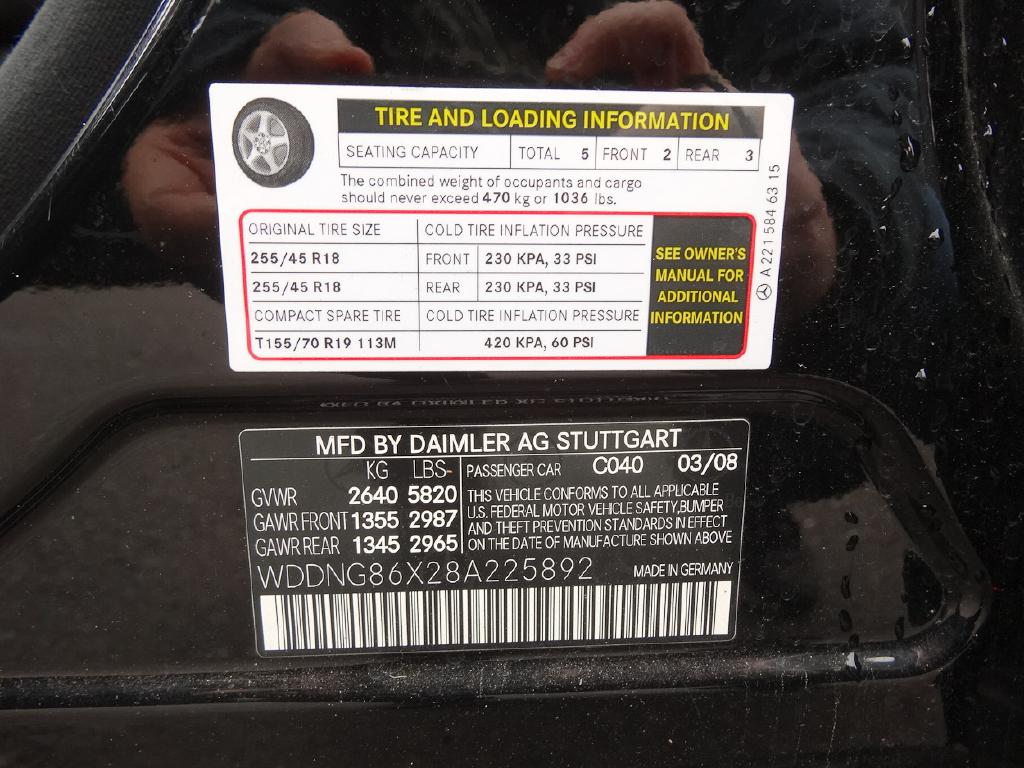 TIRE AND LOADING INFORMATION
SEATING CAPACITY TOTAL 5 FRONT 2 REAR 3
The combined weight of occupants and cargo
should never exceed 470 kg or 1036 lbs.
ORIGINAL TIRE SIZE COLD TIRE INFLATION PRESSURE
255/45 R18 FRONT 230 KPA, 33 PSI
255/45 R18 REAR 230 KPA, 33 PSI
COMPACT SPARE TIRE COLD TIRE INFLATION PRESSURE
T155/70 R19 113M 420 KPA, 60 PSI
SEE OWNER'S
MANUAL FOR
ADDITIONAL
INFORMATION
A 221 584 63 15
MFD BY DAIMLER AG STUTTGART
KG LBS
GVWR 2640 5820
GAWR FRONT 1355 2987
GAWR REAR 1345 2965
PASSENGER CAR C040 03/08
THIS VEHICLE CONFORMS TO ALL APPLICABLE
U.S. FEDERAL MOTOR VEHICLE SAFETY,BUMPER
AND THEFT PREVENTION STANDARDS IN EFFECT
ON THE DATE OF MANUFACTURE SHOWN ABOVE
WDDNG86X28A225892 MADE IN GERMANY